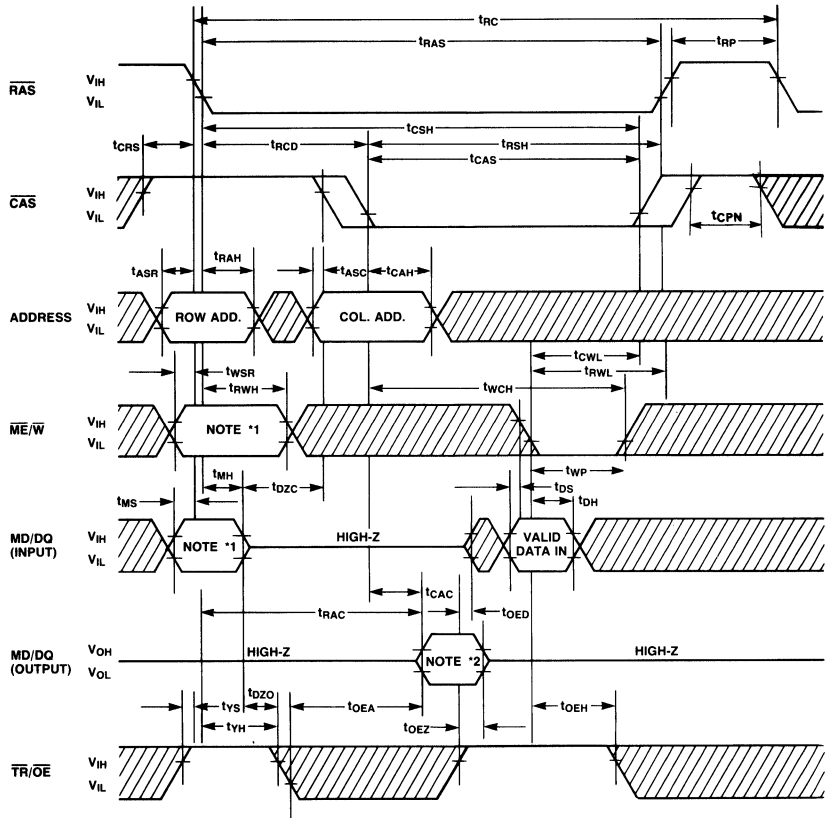 tRC
tRAS
tRP
RAS
VIH
VIL
tCSH
tCRS
tRCD
tRSH
tCAS
CAS
VIH
VIL
tCPN
tASR
tRAH
tASC
tCAH
ADDRESS
VIH
VIL
ROW ADD.
COL. ADD.
tCWL
tWSR
tRWL
tRWH
tWCH
ME/W
VIH
VIL
NOTE *1
tMH
tWP
tDZC
tDS
tMS
tDH
MD/DQ
(INPUT)
VIH
VIL
NOTE *1
HIGH-Z
VALID
DATA IN
tCAC
tRAC
tOED
MD/DQ
(OUTPUT)
VOH
VOL
HIGH-Z
NOTE *2
HIGH-Z
tDZO
tYS
tOEA
tOEH
tYH
tOEZ
TR/OE
VIH
VIL